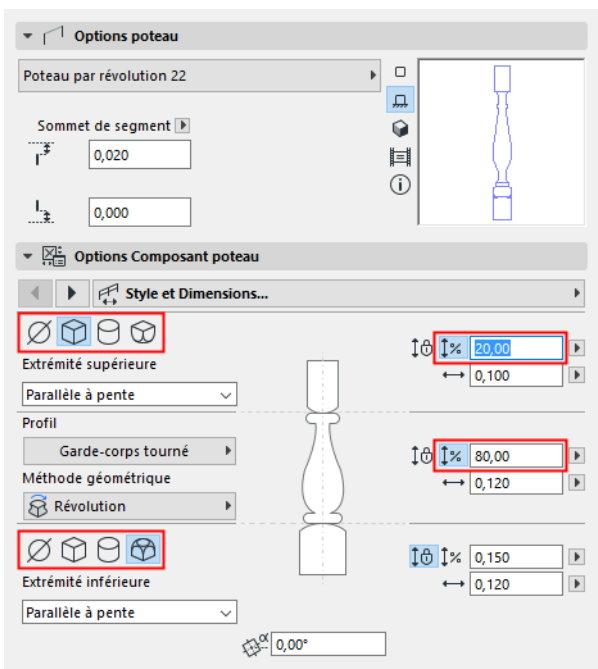 Options poteau
Poteau par révolution 22
Sommet de segment
0,020
0,000
Options Composant poteau
Style et Dimensions...
% 20,00
Extrémité supérieure
0,100
Parallèle à pente
Profil
Garde-corps tourné
% 80,00
Méthode géométrique
0,120
Révolution
% 0,150
Extrémité inférieure
0,120
Parallèle à pente
α 0,00°